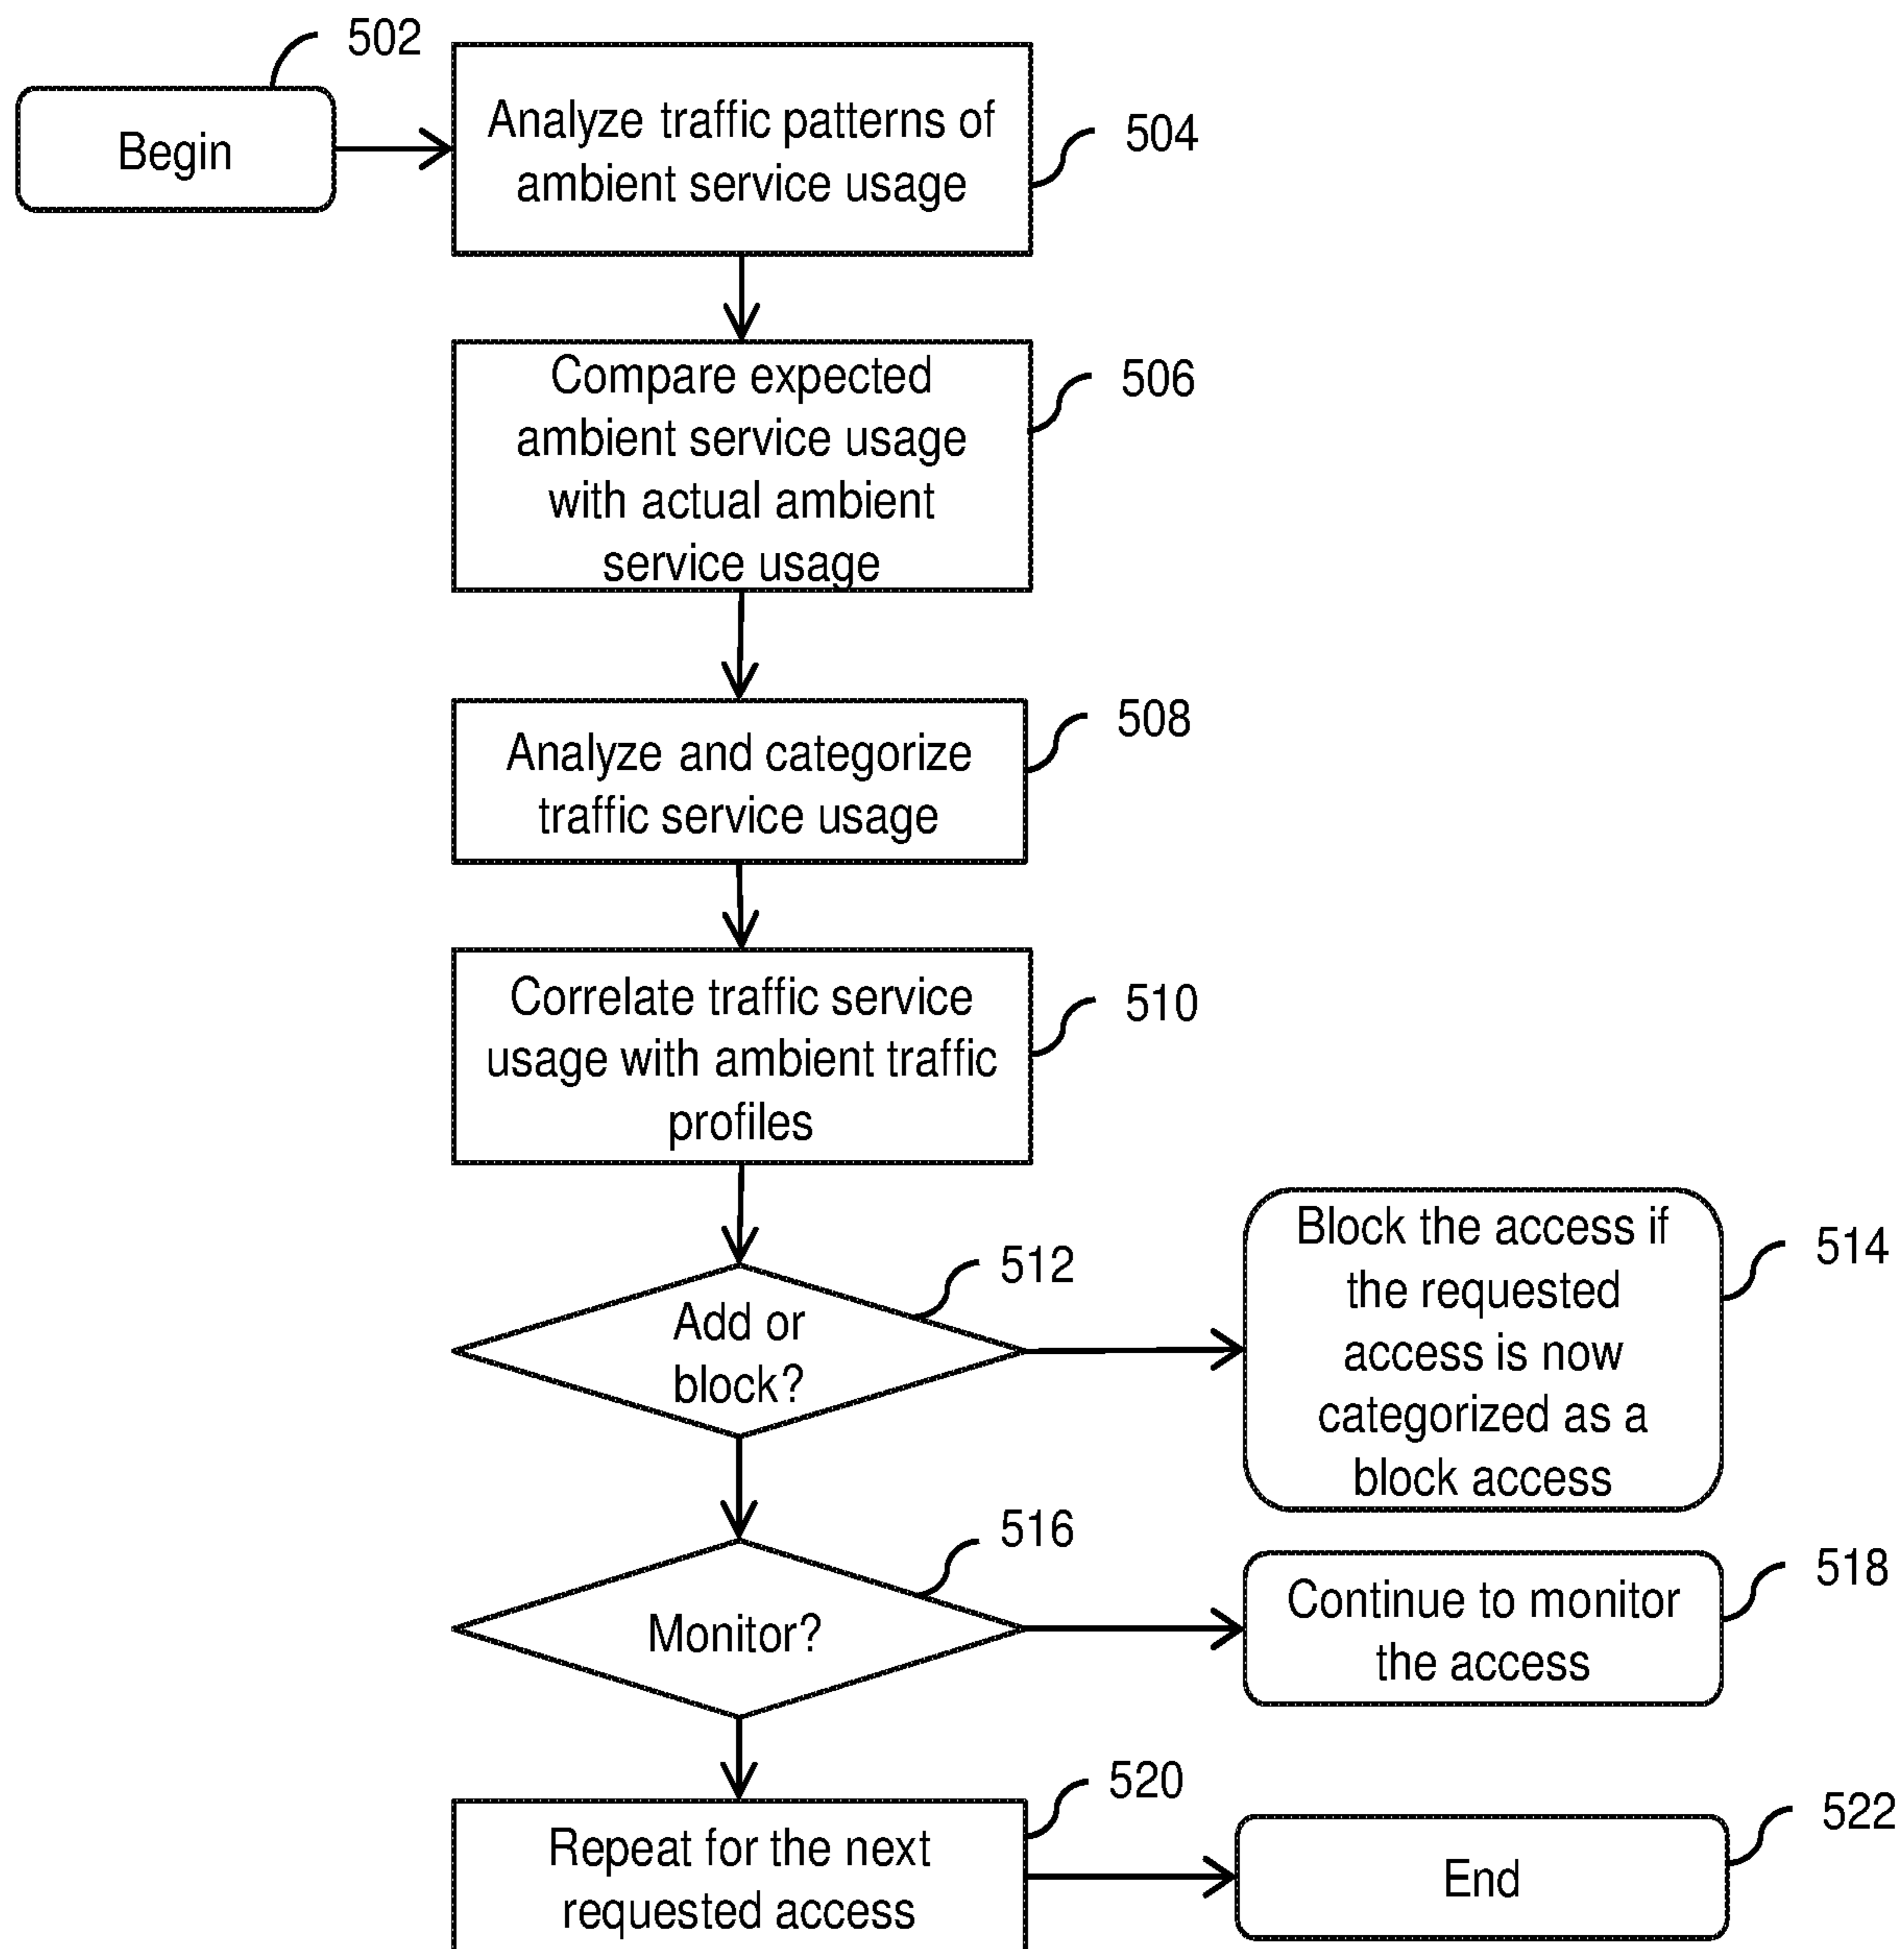 502
Begin
Analyze traffic patterns of
ambient service usage
504
Compare expected
ambient service usage
with actual ambient
service usage
506
Analyze and categorize
traffic service usage
508
Correlate traffic service
usage with ambient traffic
profiles
510
Add or
block?
512
Block the access if
the requested
access is now
categorized as a
block access
514
Monitor?
516
Continue to monitor
the access
518
Repeat for the next
requested access
520
End
522